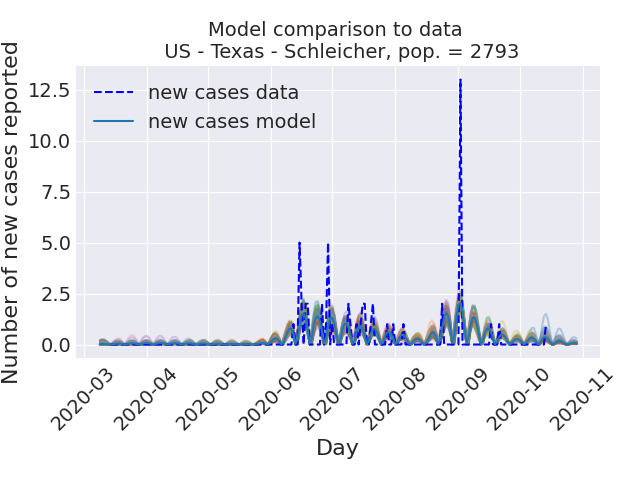 Model comparison to data
US - Texas - Schleicher, pop. = 2793
Number of new cases reported
12.5
10.0
7.5
5.0
2.5
0.0
new cases data
new cases model
2020-03
2020-04
2020-05
2020-06
2020-07
2020-08
2020-09
2020-10
2020-11
Day